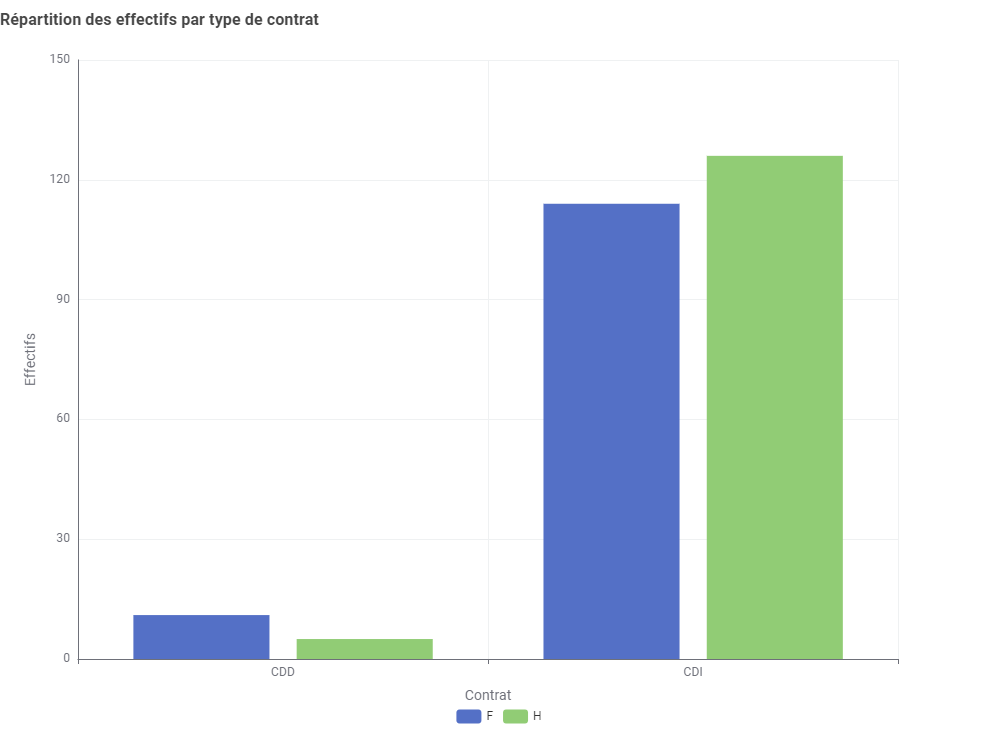 Répartition des effectifs par type de contrat
150
120
90
60
30
0
Effectifs
CDD
CDI
Contrat
F
H